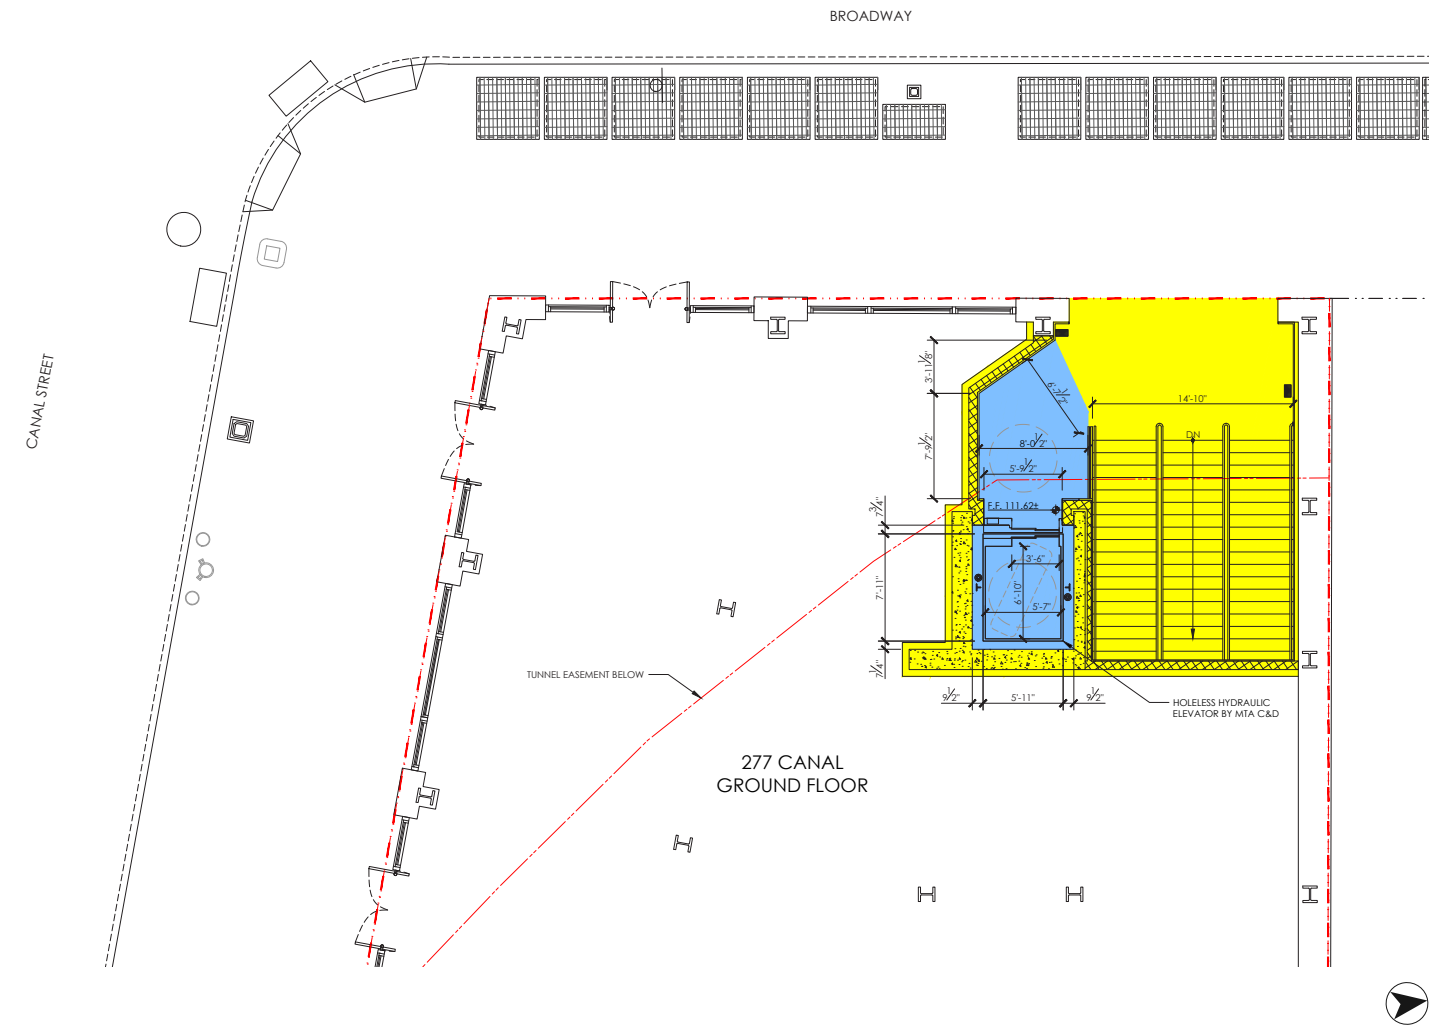 BROADWAY
CANAL STREET
3'-11 1/8"
6'-7 1/2"
14'-10"
7'-9 1/2"
8'-0 1/2"
DN
5'-9 1/2"
F.F. 111.62±
7 3/4"
3'-6"
7'-11"
6'-10"
5'-7"
7 1/4"
TUNNEL EASEMENT BELOW
9 1/2"
5'-11"
9 1/2"
HOLELESS HYDRAULIC
ELEVATOR BY MTA C&D
277 CANAL
GROUND FLOOR